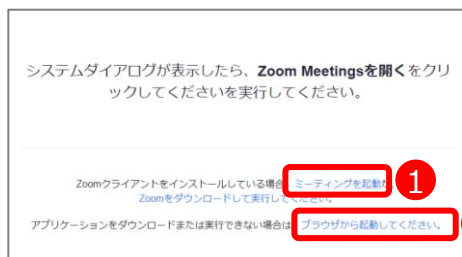 システムダイアログが表示したら、Zoom Meetingsを開くをクリ
ックしてくださいを実行してください。
Zoomクライアントをインストールしている場合 ミーティングを起動
1
Zoomをダウンロードして実行してください。
アプリケーションをダウンロードまたは実行できない場合は ブラウザから起動してください。